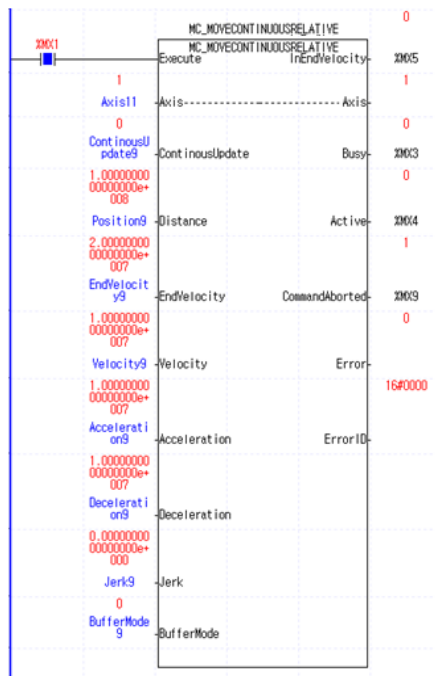 0
MC_MOVECONTINUOUSRELATIVE
%MX1
MC_MOVECONTINUOUSRELATIVE
Execute
InEndVelocity
%MX5
1
1
Axis11
Axis
Axis
0
0
ContinousU
pdate9
ContinousUpdate
Busy
%MX3
1.00000000
00000000e+
008
0
Position9
Distance
Active
%MX4
2.00000000
00000000e+
007
1
EndVelocit
y9
EndVelocity
CommandAborted
%MX9
1.00000000
00000000e+
007
0
Velocity9
Velocity
Error
1.00000000
00000000e+
007
16#0000
Accelerati
on9
Acceleration
ErrorID
1.00000000
00000000e+
007
Decelerati
on9
Deceleration
0.00000000
00000000e+
000
Jerk9
Jerk
0
BufferMode
9
BufferMode